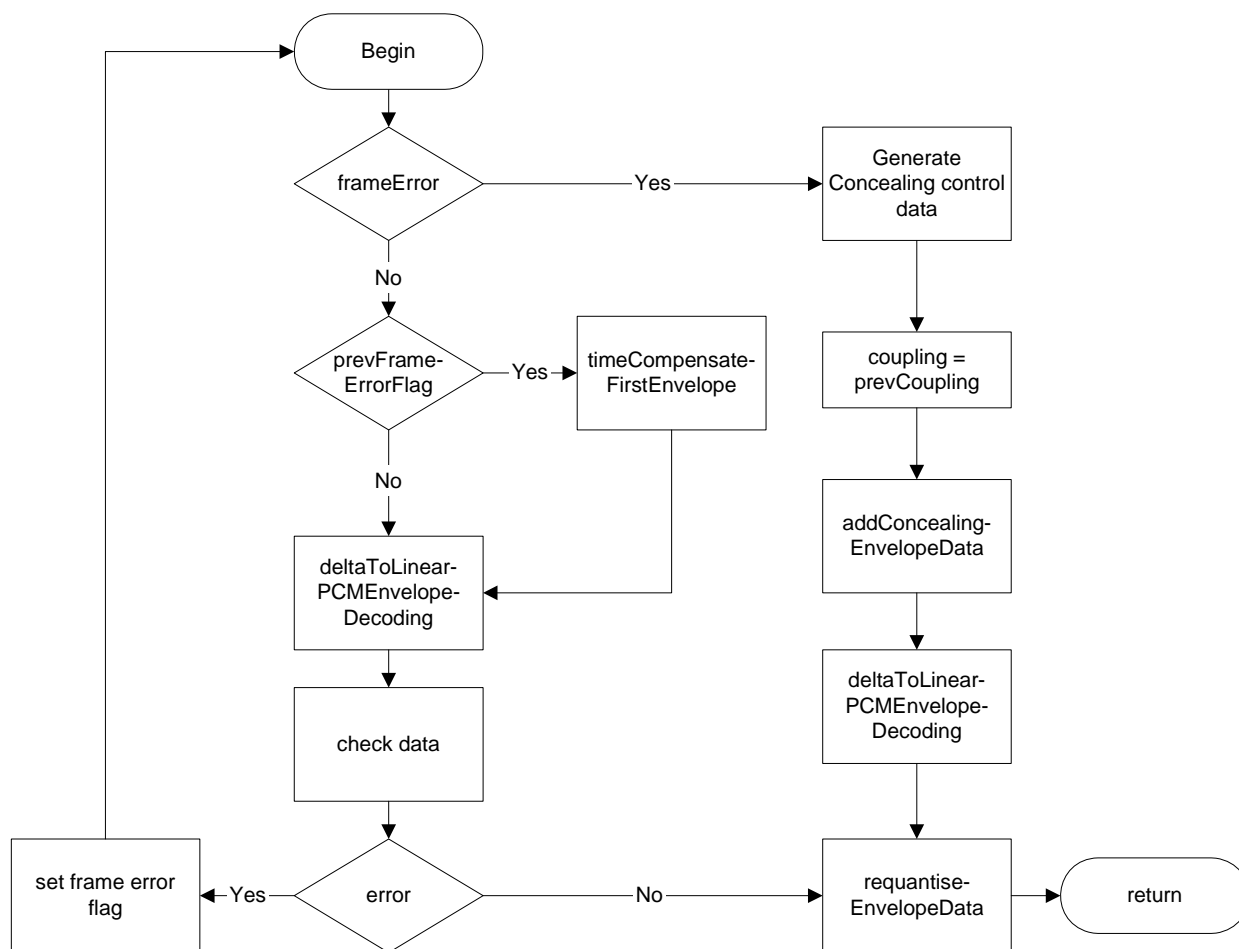 Begin
frameError
Yes
Generate
Concealing control
data
No
prevFrame-
ErrorFlag
Yes
timeCompensate-
FirstEnvelope
coupling =
prevCoupling
No
deltaToLinear-
PCMEnvelope-
Decoding
addConcealing-
EnvelopeData
check data
deltaToLinear-
PCMEnvelope-
Decoding
set frame error
flag
Yes
error
No
requantise-
EnvelopeData
return